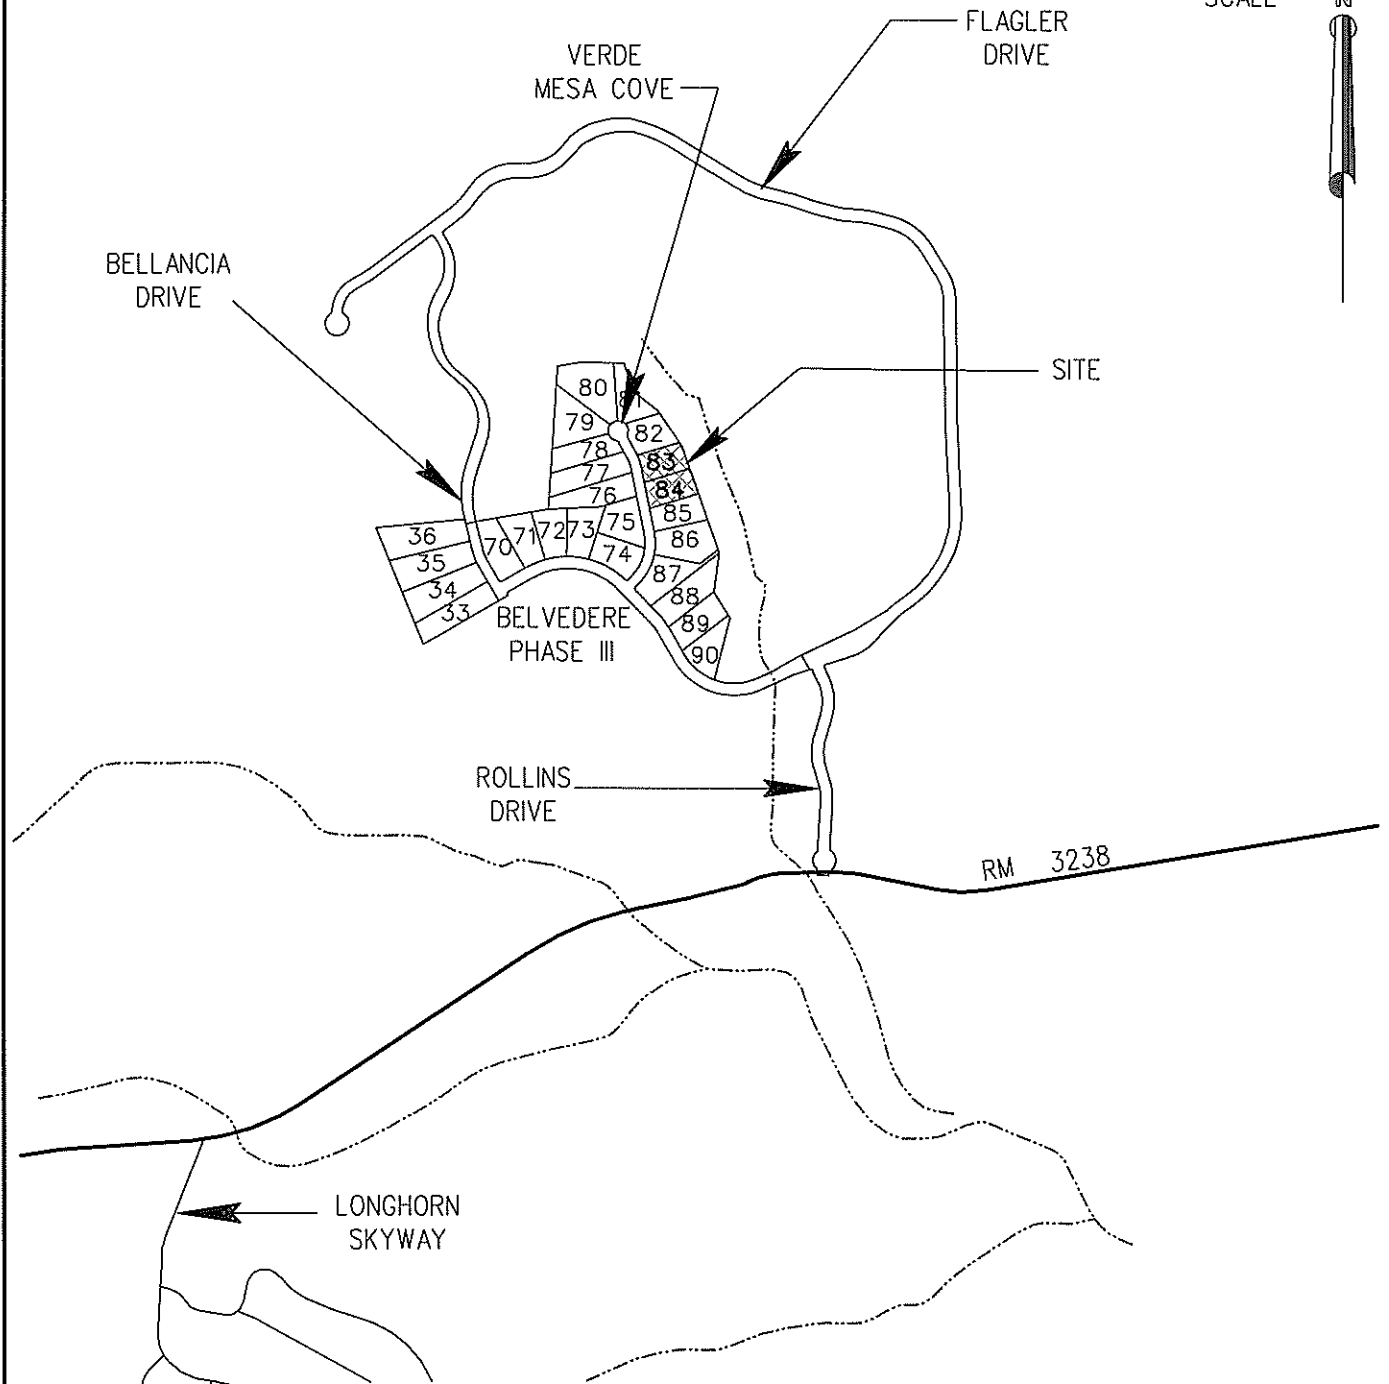 SCALE
N
FLAGLER
DRIVE
VERDE
MESA COVE
BELLANCIA
DRIVE
SITE
80
81
79
82
78
83
77
84
76
85
75
86
36
70
71
72
73
74
35
87
34
88
33
89
90
BELVEDERE
PHASE III
ROLLINS
DRIVE
RM 3238
LONGHORN
SKYWAY